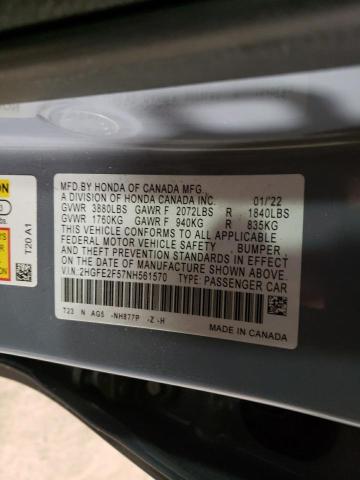 MFD.BY HONDA OF CANADA MFG.
A DIVISION OF HONDA CANADA INC. 01/'22
GVWR 3880LBS GAWR F 2072LBS R 1840LBS
GVWR 1760KG GAWR F 940KG R 835KG
THIS VEHICLE CONFORMS TO ALL APPLICABLE
FEDERAL MOTOR VEHICLE SAFETY, BUMPER
AND THEFT PREVENTION STANDARDS IN EFFECT
ON THE DATE OF MANUFACTURE SHOWN ABOVE.
V.I.N: 2HGFE2F57NH561570 TYPE: PASSENGER CAR
T23 N AG5 -NH877P -Z -H
MADE IN CANADA
T20 A1